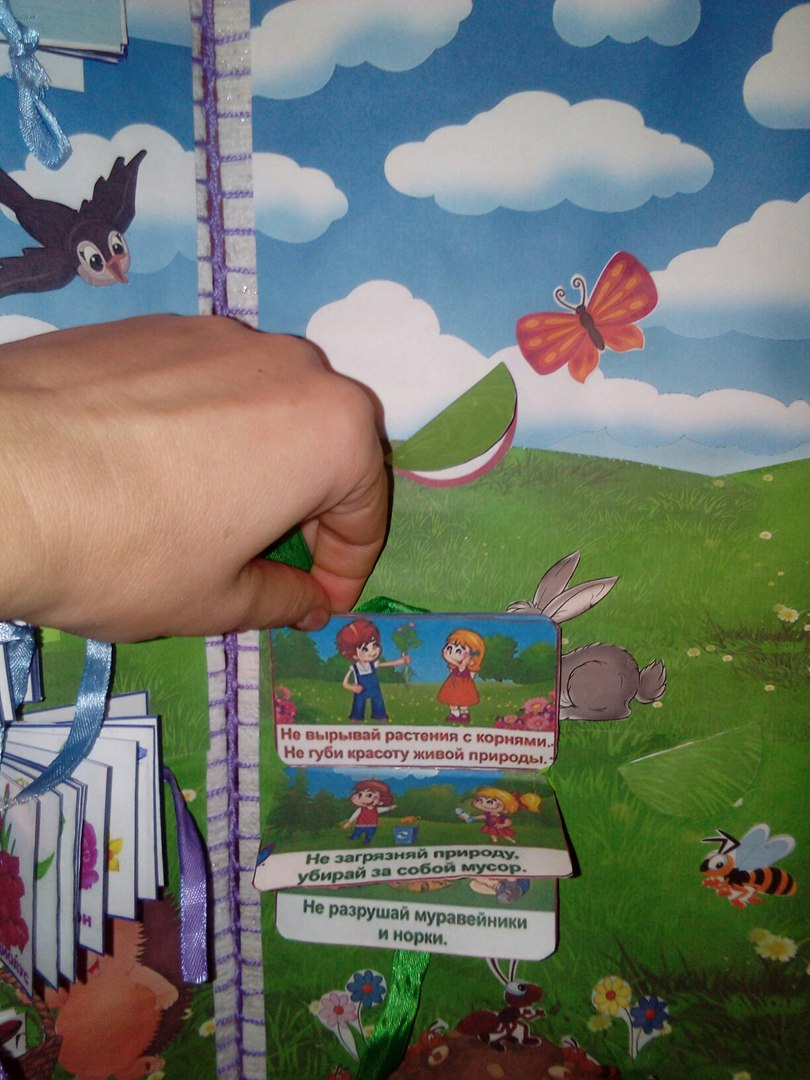 Не вырывай растения с корнями.
Не губи красоту живой природы.
Не загрязняй природу,
убирай за собой мусор.
Не разрушай муравейники
и норки.